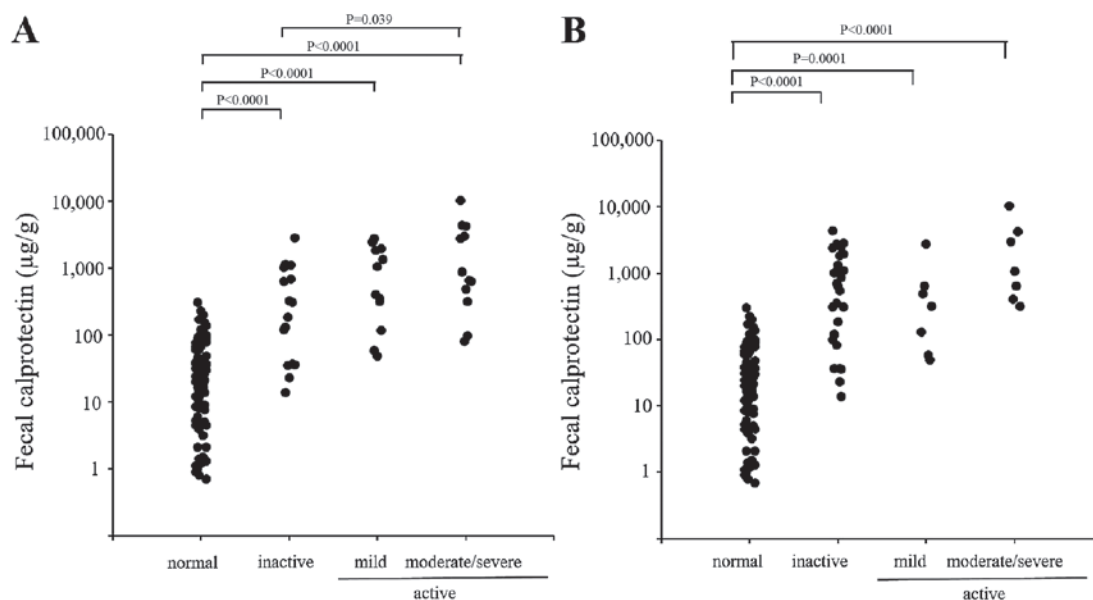 A
P=0.039
P<0.0001
P<0.0001
P<0.0001
Fecal calprotectin (µg/g)
100,000
10,000
1,000
100
10
1
normal inactive mild moderate/severe
active
B
P<0.0001
P=0.0001
P<0.0001
Fecal calprotectin (µg/g)
100,000
10,000
1,000
100
10
1
normal inactive mild moderate/severe
active